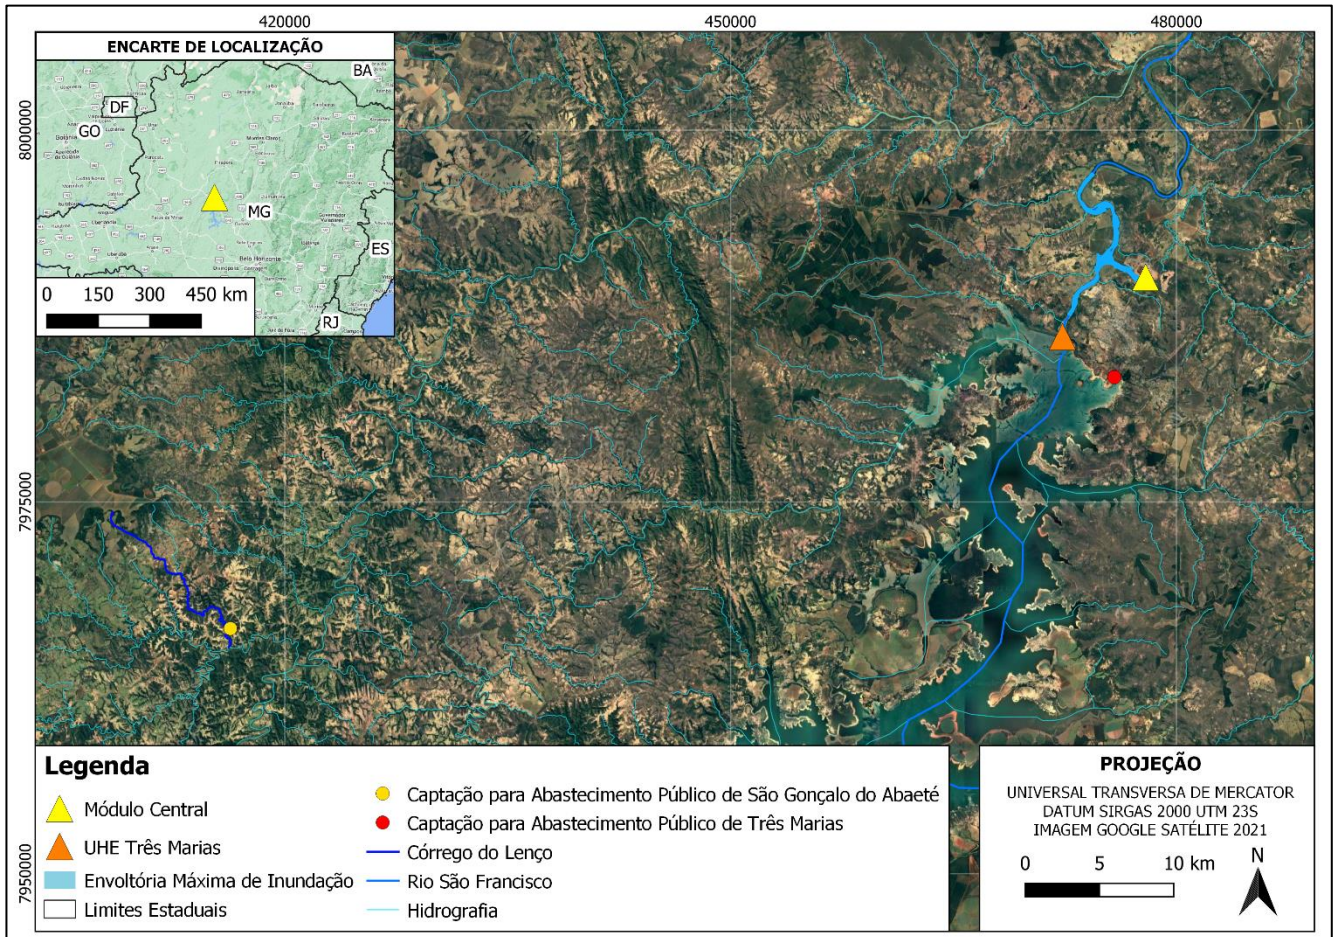 420000
450000
480000
ENCARTE DE LOCALIZAÇÃO
BA
DF
GO
MG
ES
RJ
Belo Horizonte
0 150 300 450 km
8000000
7975000
7950000
Legenda
Módulo Central
UHE Três Marias
Envoltória Máxima de Inundação
Limites Estaduais
Captação para Abastecimento Público de São Gonçalo do Abaeté
Captação para Abastecimento Público de Três Marias
Córrego do Lenço
Rio São Francisco
Hidrografia
PROJEÇÃO
UNIVERSAL TRANSVERSA DE MERCATOR
DATUM SIRGAS 2000 UTM 23S
IMAGEM GOOGLE SATÉLITE 2021
0 5 10 km
N